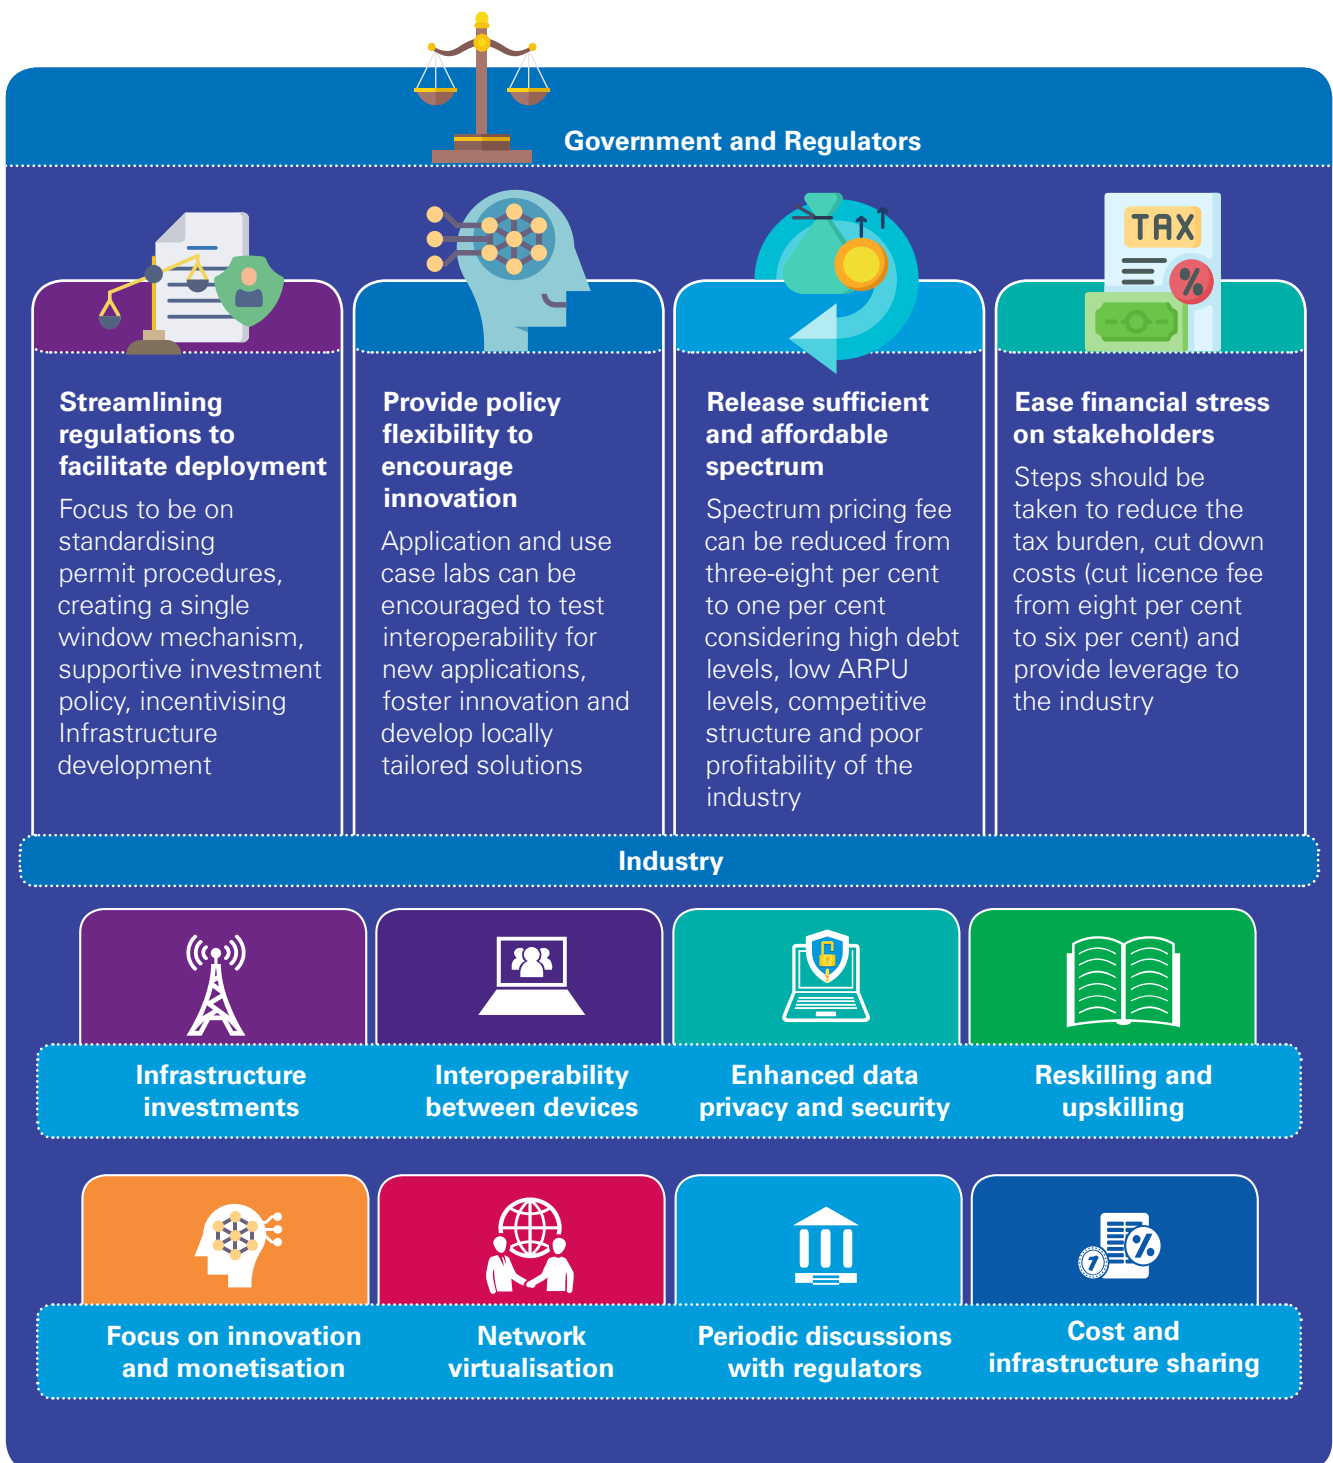 Government and Regulators
TAX
%
Streamlining
regulations to
facilitate deployment
Focus to be on
standardising
permit procedures,
creating a single
window mechanism,
supportive investment
policy, incentivising
Infrastructure
development
Provide policy
flexibility to
encourage
innovation
Application and use
case labs can be
encouraged to test
interoperability for
new applications,
foster innovation and
develop locally
tailored solutions
Release sufficient
and affordable
spectrum
Spectrum pricing fee
can be reduced from
three-eight per cent
to one per cent
considering high debt
levels, low ARPU
levels, competitive
structure and poor
profitability of the
industry
Ease financial stress
on stakeholders
Steps should be
taken to reduce the
tax burden, cut down
costs (cut licence fee
from eight per cent
to six per cent) and
provide leverage to
the industry
Industry
Infrastructure
investments
Interoperability
between devices
Enhanced data
privacy and security
Reskilling and
upskilling
%
1
Focus on innovation
and monetisation
Network
virtualisation
Periodic discussions
with regulators
Cost and
infrastructure sharing